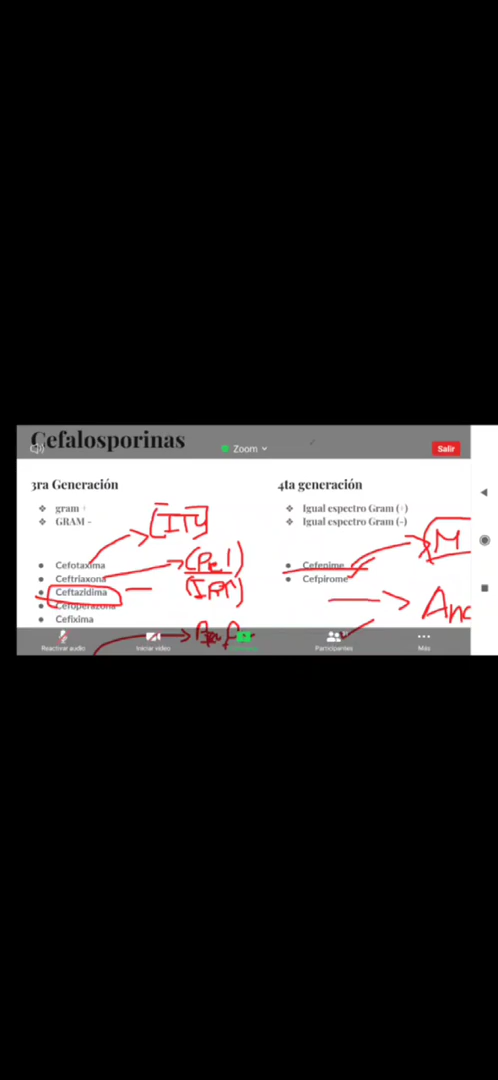 Cefalosporinas
Zoom
Salir
3ra Generación
gram +
GRAM -
Cefotaxima
Ceftriaxona
Ceftazidima
Cefoperazona
Cefixima
4ta generación
Igual espectro Gram (+)
Igual espectro Gram (-)
Cefepime
Cefpirome
M
Reactivar audio
Iniciar video
Participantes
Más